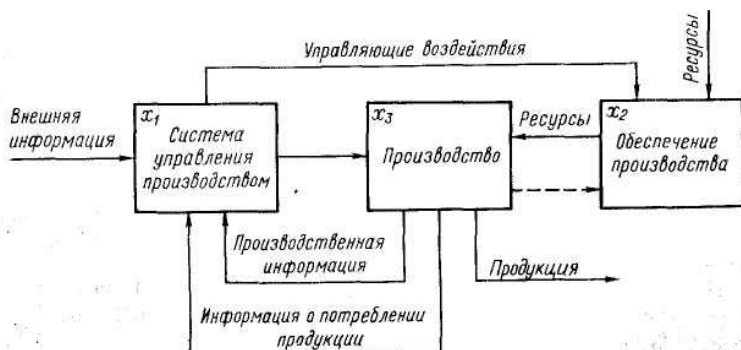 Управляющие воздействия
Ресурсы
Внешняя
информация
x1
Система
управления
производством
x3
Производство
Ресурсы
x2
Обеспечение
производства
Производственная
информация
Продукция
Информация о потреблении
продукции